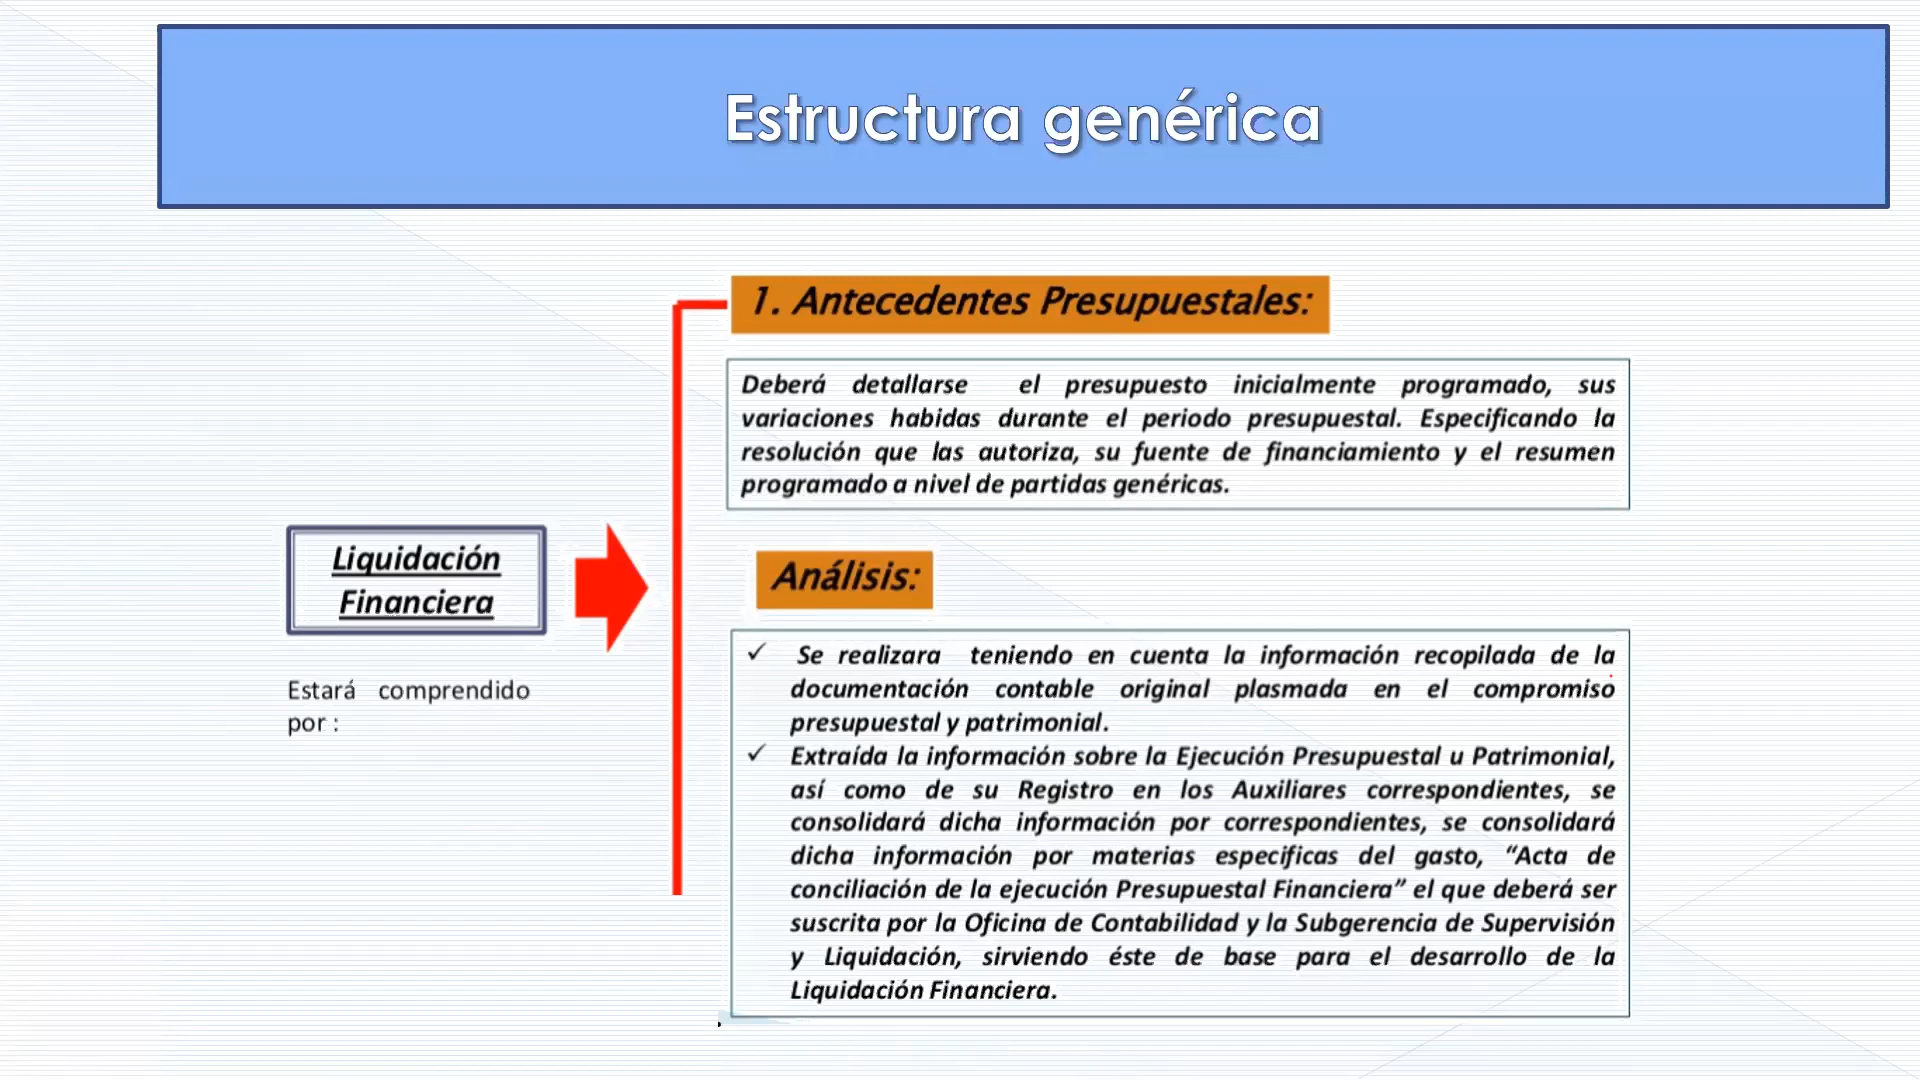 Estructura genérica
1. Antecedentes Presupuestales:
Deberá detallarse el presupuesto inicialmente programado, sus
variaciones habidas durante el periodo presupuestal. Especificando la
resolución que las autoriza, su fuente de financiamiento y el resumen
programado a nivel de partidas genéricas.
Liquidación
Financiera
Estará comprendido
por :
Análisis:
✓ Se realizara teniendo en cuenta la información recopilada de la
documentación contable original plasmada en el compromiso
presupuestal y patrimonial.
✓ Extraída la información sobre la Ejecución Presupuestal u Patrimonial,
así como de su Registro en los Auxiliares correspondientes, se
consolidará dicha información por correspondientes, se consolidará
dicha información por materias especificas del gasto, “Acta de
conciliación de la ejecución Presupuestal Financiera” el que deberá ser
suscrita por la Oficina de Contabilidad y la Subgerencia de Supervisión
y Liquidación, sirviendo éste de base para el desarrollo de la
Liquidación Financiera.